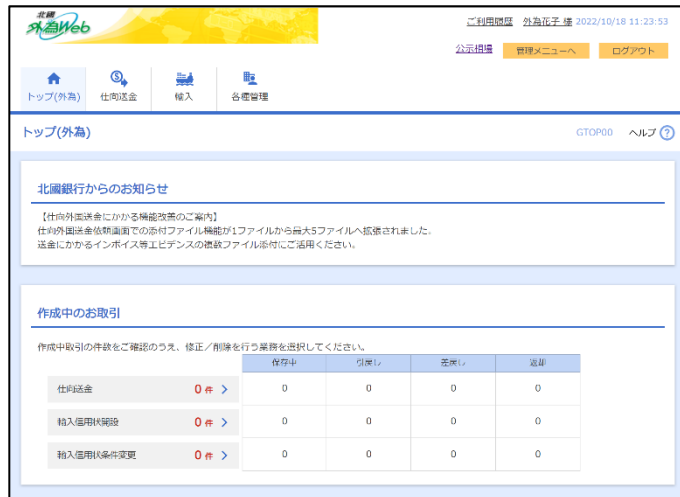 北國
外為Web
ご利用履歴 外為花子 様 2022/10/18 11:23:53
公示相場 管理メニューへ ログアウト
トップ(外為) 仕向送金 輸入 各種管理
トップ(外為) GTOP00 ヘルプ ?
北國銀行からのお知らせ
【仕向外国送金にかかる機能改善のご案内】
仕向外国送金依頼画面での添付ファイル機能が1ファイルから最大5ファイルへ拡張されました。
送金にかかるインボイス等エビデンスの複数ファイル添付にご活用ください。
作成中のお取引
作成中取引の件数をご確認のうえ、修正／削除を行う業務を選択してください。
保存中 引戻し 差戻し 返却
仕向送金 0件 0 0 0 0
輸入信用状開設 0件 0 0 0 0
輸入信用状条件変更 0件 0 0 0 0